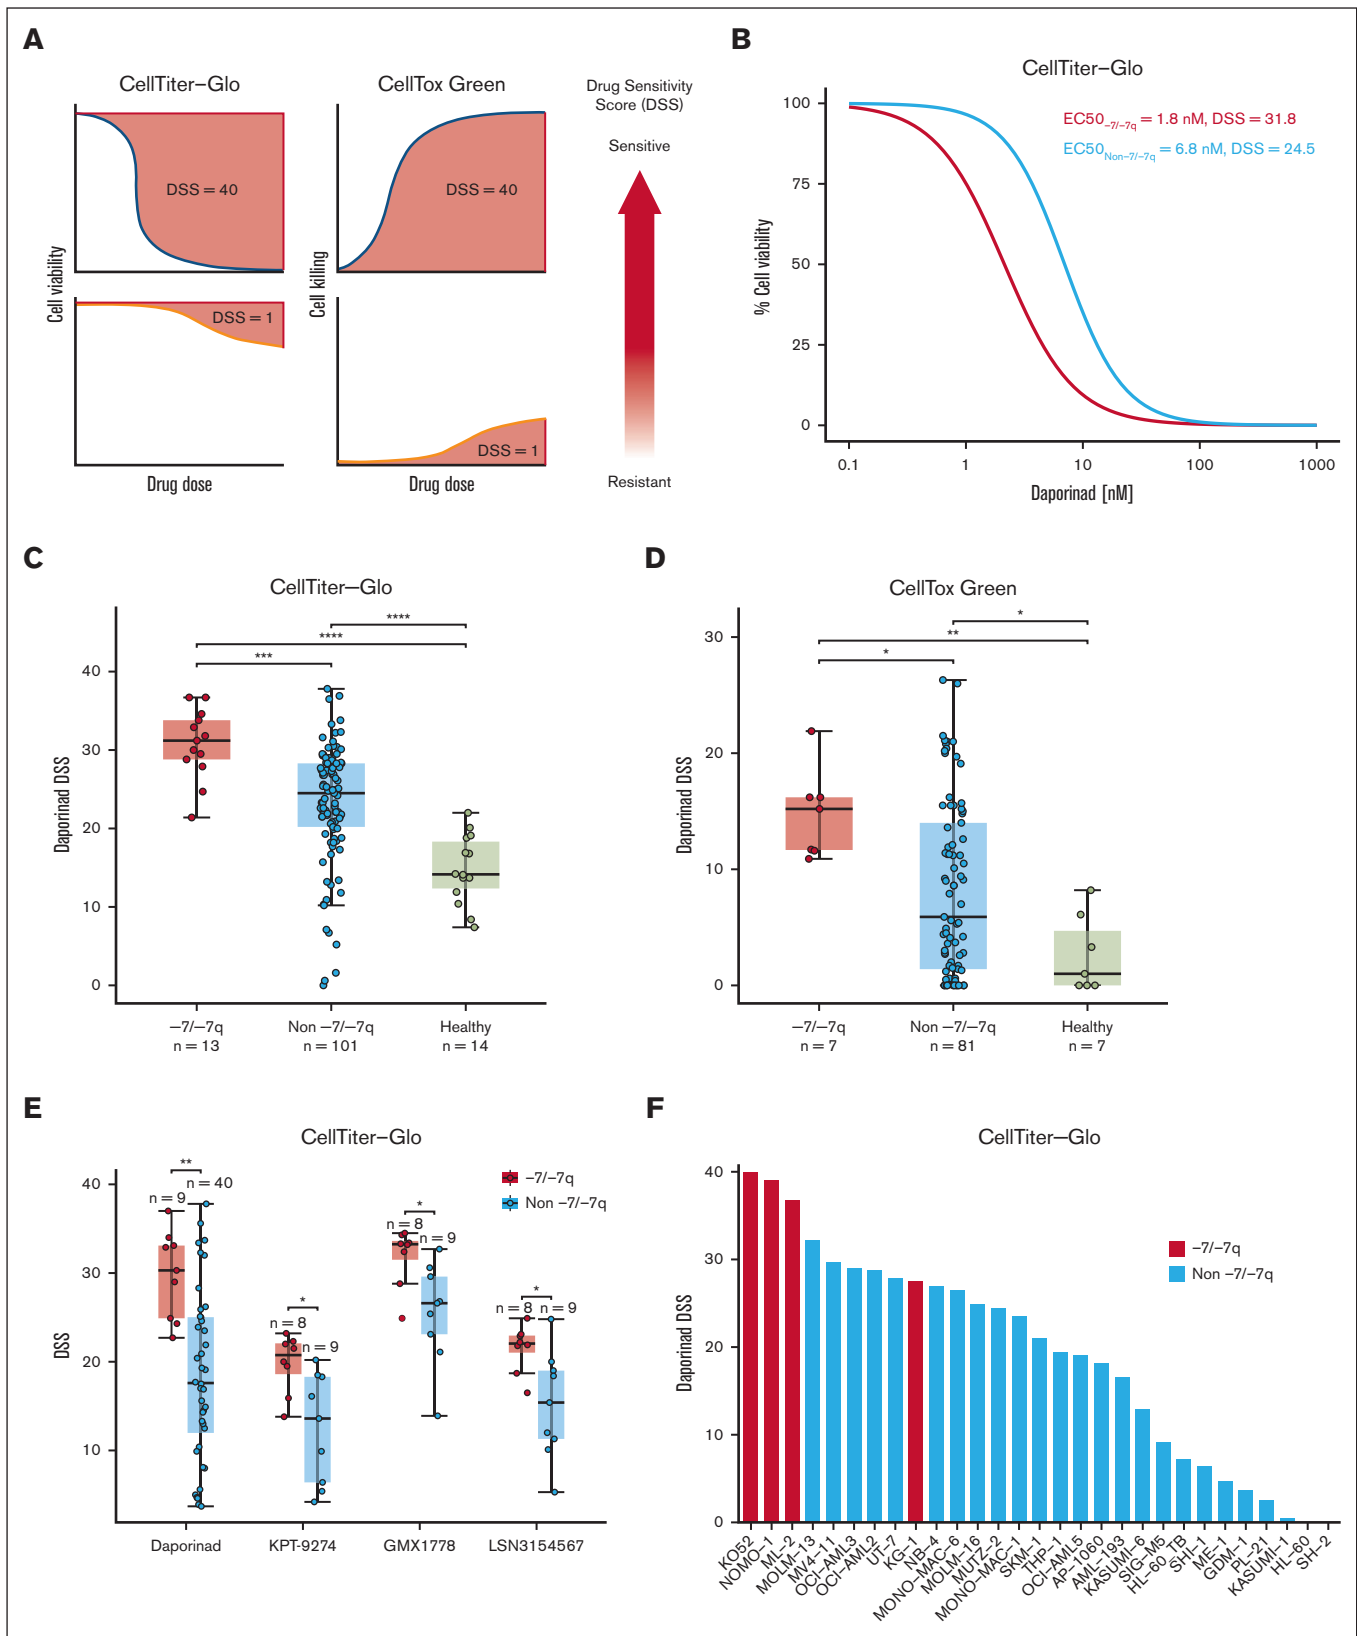 A
CellTiter–Glo
CellTox Green
Drug Sensitivity
Score (DSS)
Sensitive
DSS = 40
DSS = 40
Cell viability
Cell killing
DSS = 1
DSS = 1
Resistant
Drug dose
Drug dose
B
CellTiter–Glo
EC50–7/–7q = 1.8 nM, DSS = 31.8
EC50Non–7/–7q = 6.8 nM, DSS = 24.5
% Cell viability
100
75
50
25
0
0.1 1 10 100 1000
Daporinad [nM]
C
CellTiter–Glo
****
****
***
Daporinad DSS
40
30
20
10
0
–7/–7q Non –7/–7q Healthy
n = 13 n = 101 n = 14
D
CellTox Green
*
**
*
Daporinad DSS
30
20
10
0
–7/–7q Non –7/–7q Healthy
n = 7 n = 81 n = 7
E
CellTiter–Glo
–7/–7q
Non –7/–7q
DSS
40
30
20
10
**
n = 9
n = 40
*
n = 8
n = 9
*
n = 8
n = 9
*
n = 8 n = 9
Daporinad KPT-9274 GMX1778 LSN3154567
F
CellTiter–Glo
–7/–7q
Non –7/–7q
Daporinad DSS
40
30
20
10
0
KO52
NOMO–1
ML–2
MOLM–13
MV4–11
OCI–AML3
OCI–AML2
UT–7
KG–1
NB–4
MONO–MAC–6
MOLM–16
MUTZ–2
MONO–MAC–1
SKM–1
THP–1
OCI–AML5
AP–1060
AML–193
KASUMI–6
SIG–M5
HL–60 TB
SHI–1
ME–1
GDM–1
PL–21
KASUMI–1
HL–60
SH–2